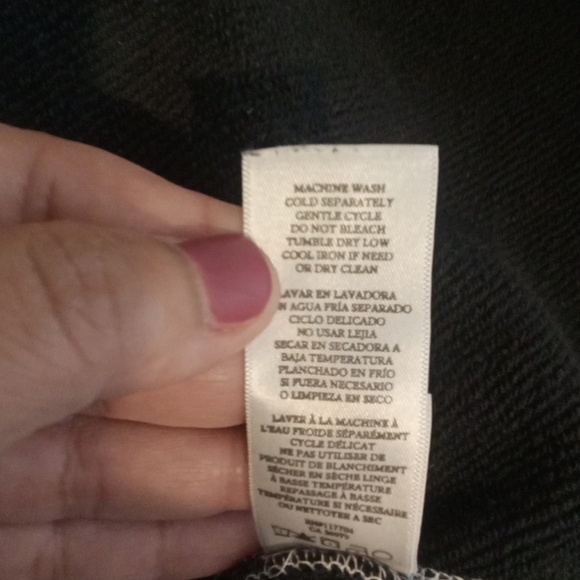 MACHINE WASH
COLD SEPARATELY
GENTLE CYCLE
DO NOT BLEACH
TUMBLE DRY LOW
COOL IRON IF NEED
OR DRY CLEAN
LAVAR EN LAVADORA
EN AGUA FRÍA SEPARADO
CICLO DELICADO
NO USAR LEJIA
SECAR EN SECADORA A
BAJA TEMPERATURA
PLANCHADO EN FRÍO
SI FUERA NECESARIO
O LIMPIEZA EN SECO
LAVER À LA MACHINE À
L'EAU FROIDE SÉPARÉMENT
CYCLE DÉLICAT
NE PAS UTILISER DE
PRODUIT DE BLANCHIMENT
SÉCHER EN SÈCHE LINGE
À BASSE TEMPÉRATURE
REPASSAGE À BASSE
TEMPÉRATURE SI NÉCESSAIRE
OU NETTOYER A SEC